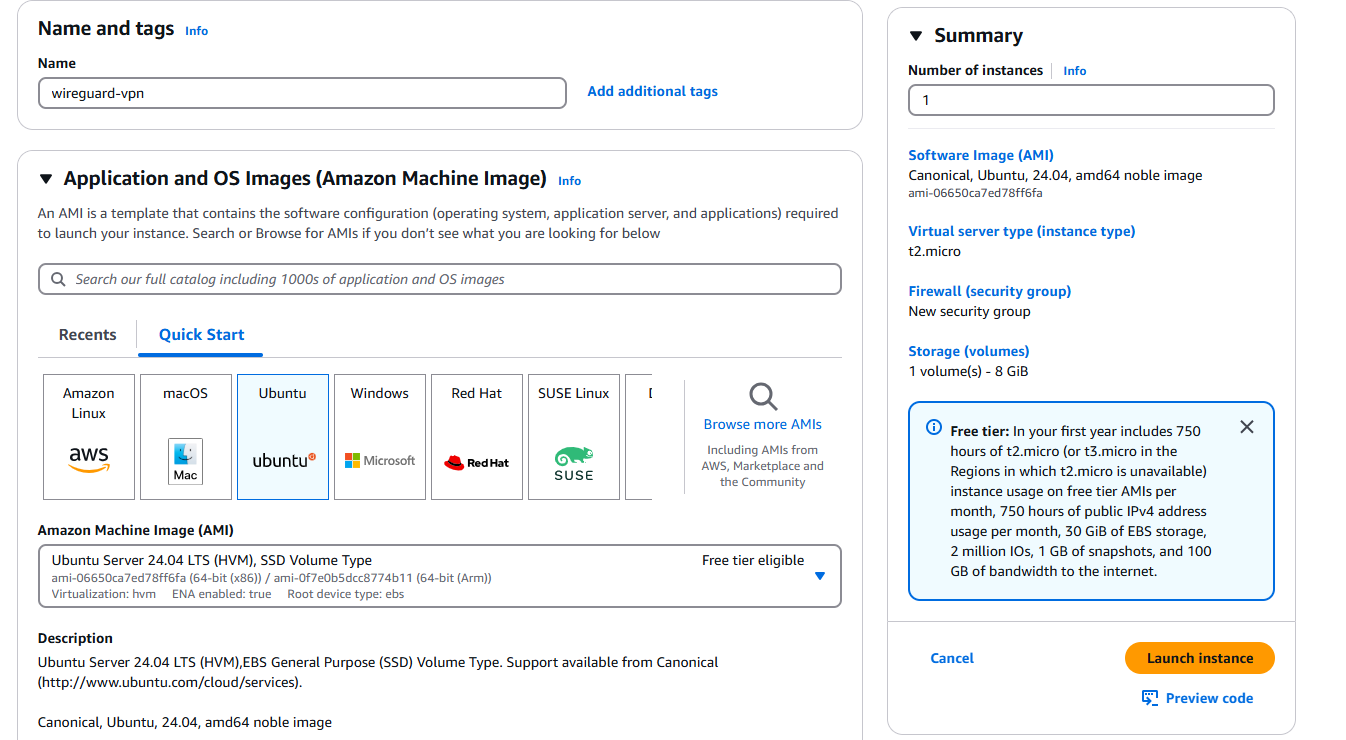 Name and tags Info
Name
wireguard-vpn
Add additional tags
Application and OS Images (Amazon Machine Image) Info
An AMI is a template that contains the software configuration (operating system, application server, and applications) required
to launch your instance. Search or Browse for AMIs if you don't see what you are looking for below
Search our full catalog including 1000s of application and OS images
Recents
Quick Start
Amazon
Linux
aws
macOS
Mac
Ubuntu
ubuntu
Windows
Microsoft
Red Hat
Red Hat
SUSE Linux
SUSE
Browse more AMIs
Including AMIs from
AWS, Marketplace and
the Community
Amazon Machine Image (AMI)
Ubuntu Server 24.04 LTS (HVM), SSD Volume Type
Free tier eligible
ami-06650ca7ed78ff6fa (64-bit (x86)) / ami-0f7e0b5dcc8774b11 (64-bit (Arm))
Virtualization: hvm ENA enabled: true Root device type: ebs
Description
Ubuntu Server 24.04 LTS (HVM),EBS General Purpose (SSD) Volume Type. Support available from Canonical
(http://www.ubuntu.com/cloud/services).
Canonical, Ubuntu, 24.04, amd64 noble image
Summary
Number of instances Info
1
Software Image (AMI)
Canonical, Ubuntu, 24.04, amd64 noble image
ami-06650ca7ed78ff6fa
Virtual server type (instance type)
t2.micro
Firewall (security group)
New security group
Storage (volumes)
1 volume(s) - 8 GiB
Free tier: In your first year includes 750
hours of t2.micro (or t3.micro in the
Regions in which t2.micro is unavailable)
instance usage on free tier AMIs per
month, 750 hours of public IPv4 address
usage per month, 30 GiB of EBS storage,
2 million IOs, 1 GB of snapshots, and 100
GB of bandwidth to the internet.
Cancel
Launch instance
Preview code